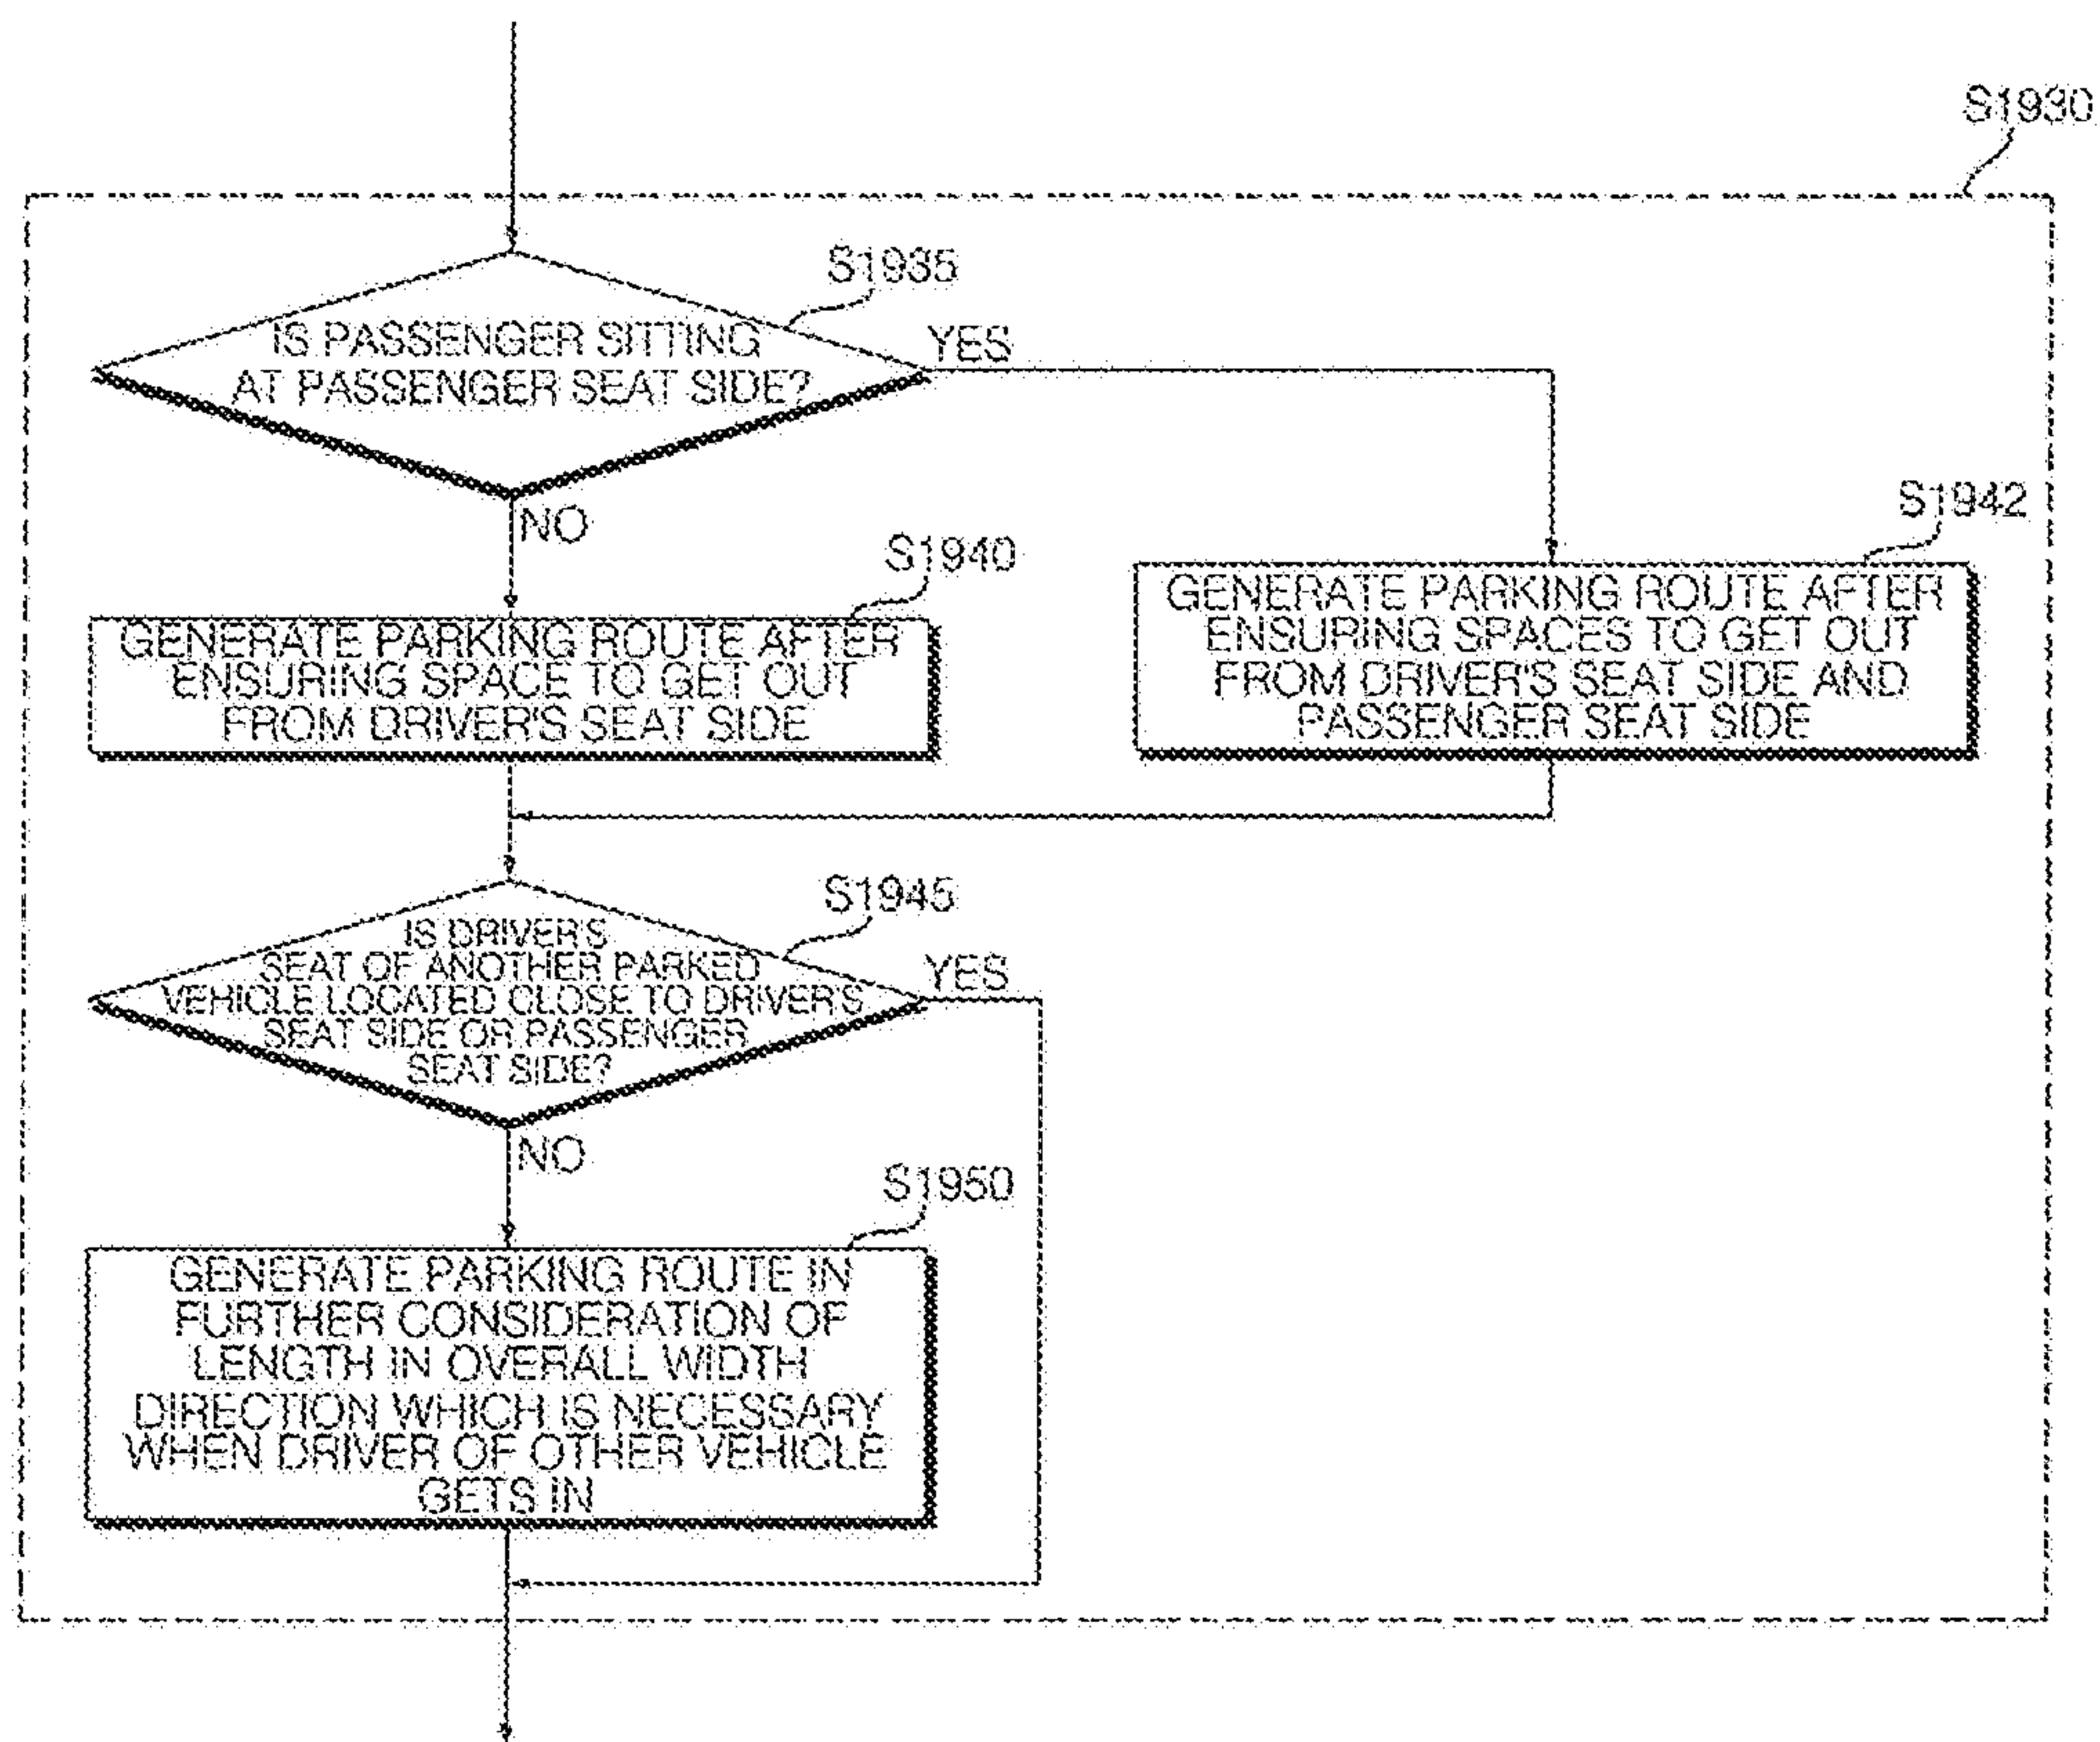 S1930
S1935
IS PASSENGER SITTING
AT PASSENGER SEAT SIDE?
YES
NO
S1940
GENERATE PARKING ROUTE AFTER
ENSURING SPACE TO GET OUT
FROM DRIVER'S SEAT SIDE
S1942
GENERATE PARKING ROUTE AFTER
ENSURING SPACES TO GET OUT
FROM DRIVER'S SEAT SIDE AND
PASSENGER SEAT SIDE
S1945
IS DRIVER'S
SEAT OF ANOTHER PARKED
VEHICLE LOCATED CLOSE TO DRIVER'S
SEAT SIDE OR PASSENGER
SEAT SIDE?
YES
NO
S1950
GENERATE PARKING ROUTE IN
FURTHER CONSIDERATION OF
LENGTH IN OVERALL WIDTH
DIRECTION WHICH IS NECESSARY
WHEN DRIVER OF OTHER VEHICLE
GETS IN